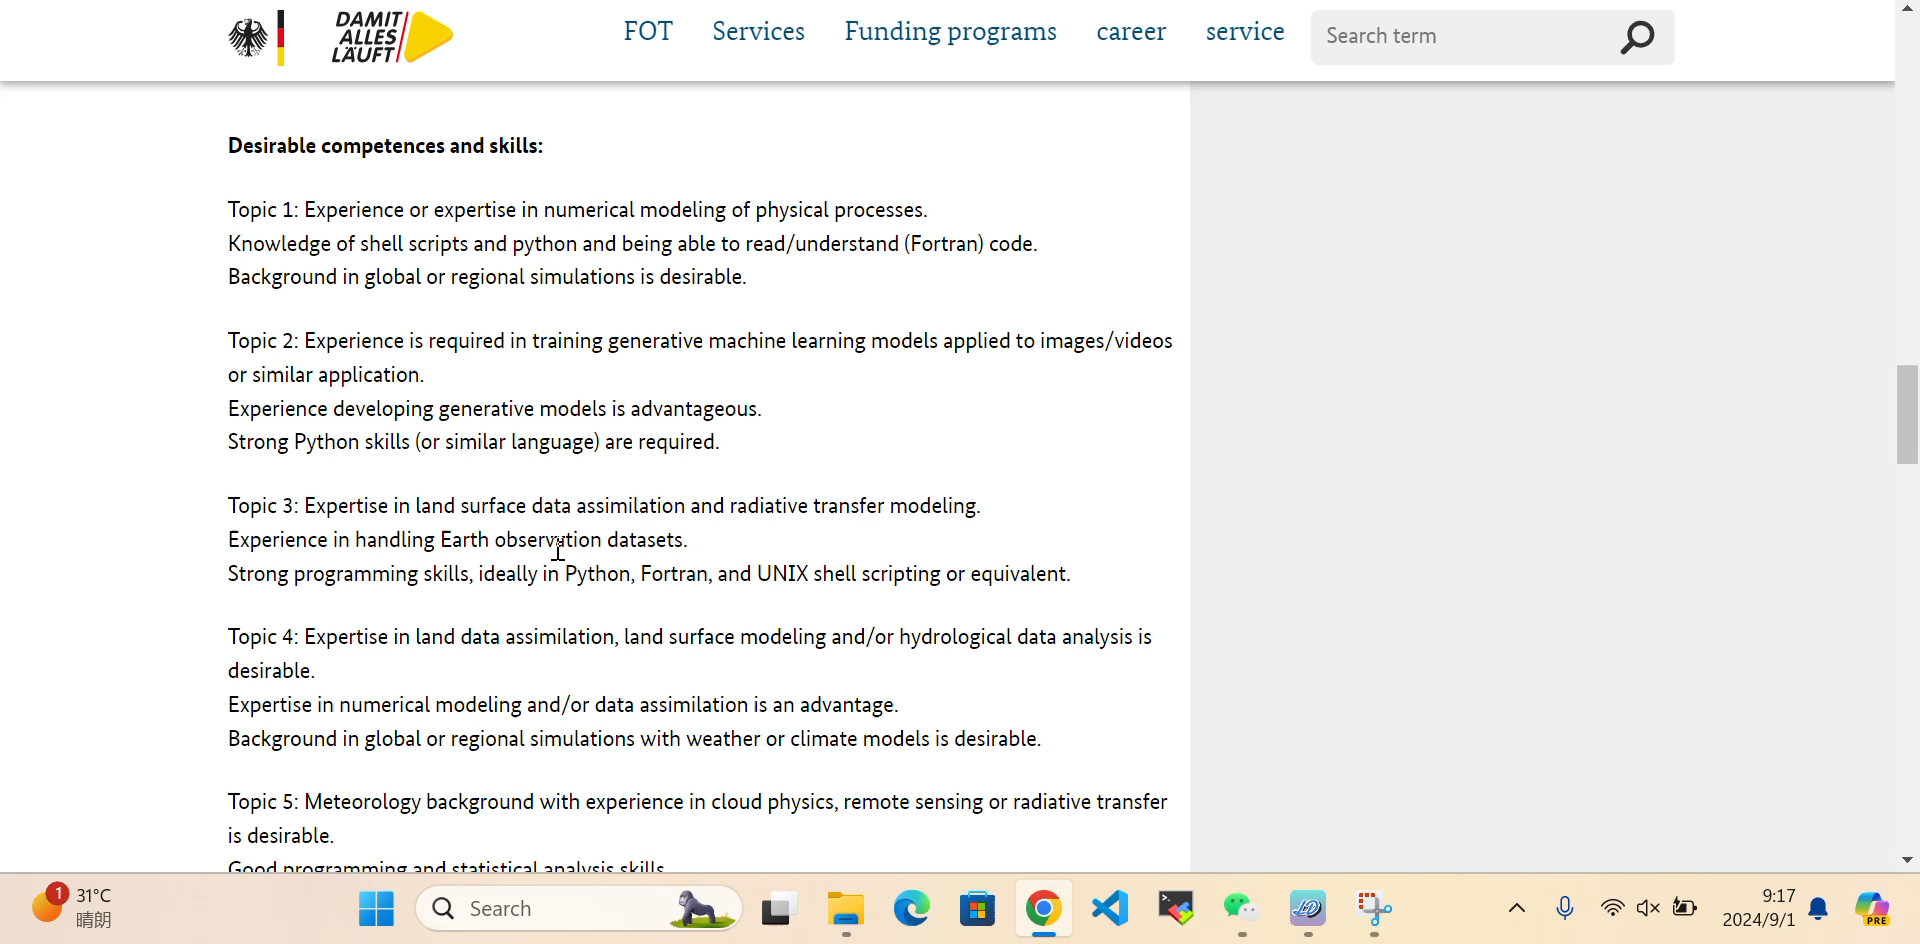 DAMIT
ALLES
LÄUFT
FOT Services Funding programs career service
Search term
Desirable competences and skills:
Topic 1: Experience or expertise in numerical modeling of physical processes.
Knowledge of shell scripts and python and being able to read/understand (Fortran) code.
Background in global or regional simulations is desirable.
Topic 2: Experience is required in training generative machine learning models applied to images/videos
or similar application.
Experience developing generative models is advantageous.
Strong Python skills (or similar language) are required.
Topic 3: Expertise in land surface data assimilation and radiative transfer modeling.
Experience in handling Earth observation datasets.
Strong programming skills, ideally in Python, Fortran, and UNIX shell scripting or equivalent.
Topic 4: Expertise in land data assimilation, land surface modeling and/or hydrological data analysis is
desirable.
Expertise in numerical modeling and/or data assimilation is an advantage.
Background in global or regional simulations with weather or climate models is desirable.
Topic 5: Meteorology background with experience in cloud physics, remote sensing or radiative transfer
is desirable.
Good programming and statistical analysis skills
1
31°C
晴朗
Search
9:17
2024/9/1
PRE